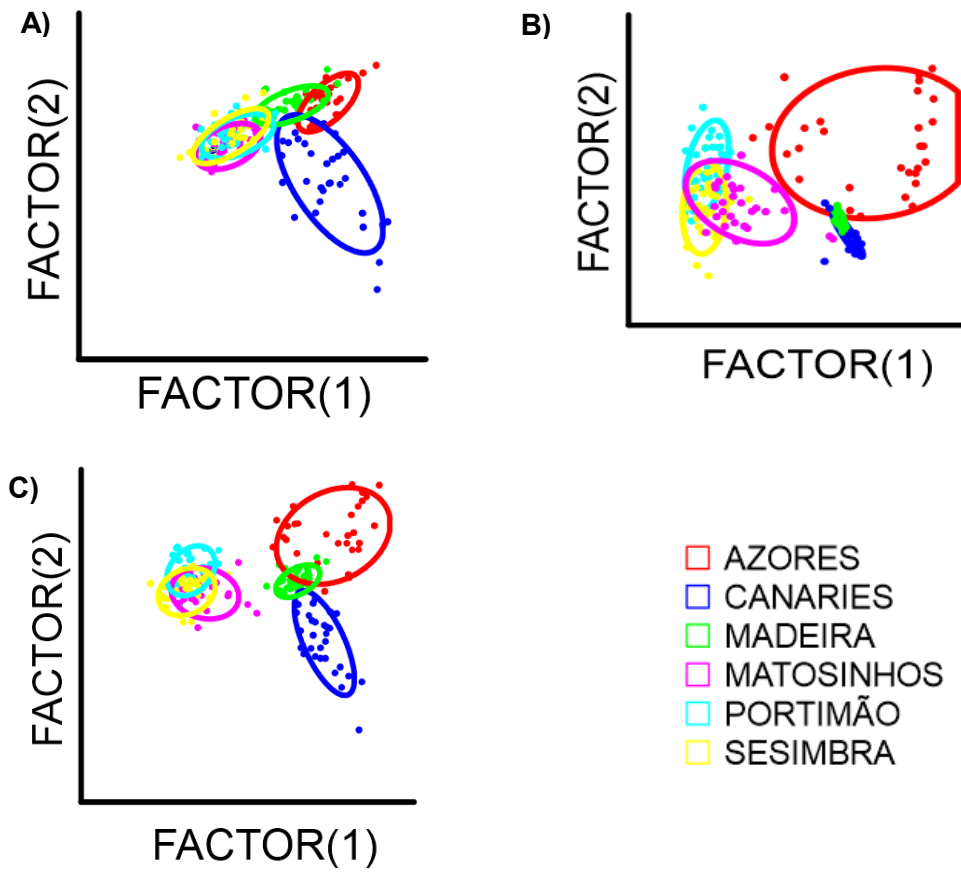 A)
FACTOR(2)
FACTOR(1)
B)
FACTOR(2)
FACTOR(1)
C)
FACTOR(2)
FACTOR(1)
AZORES
CANARIES
MADEIRA
MATOSINHOS
PORTIMÃO
SESIMBRA